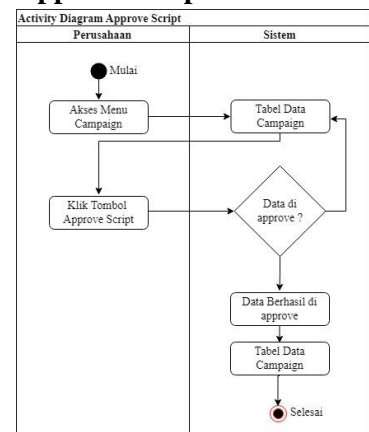 Activity Diagram Approve Script
Perusahaan
Sistem
Mulai
Akses Menu
Campaign
Tabel Data
Campaign
Klik Tombol
Approve Script
Data di
approve ?
Data Berhasil di
approve
Tabel Data
Campaign
Selesai